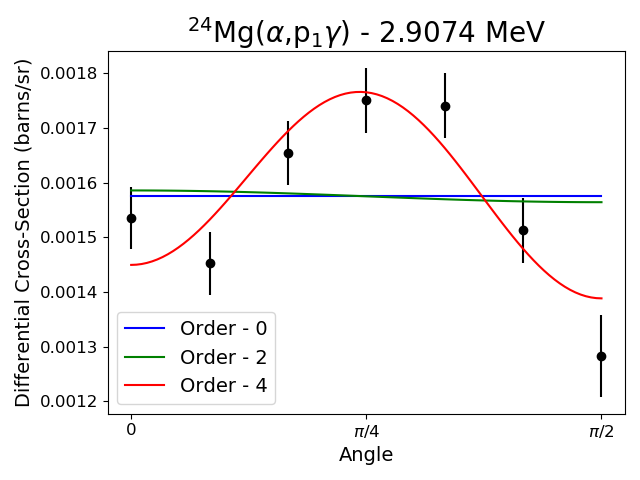 ²⁴Mg(α,p₁γ) - 2.9074 MeV
Differential Cross-Section (barns/sr)
0.0018
0.0017
0.0016
0.0015
0.0014
0.0013
0.0012
Order - 0
Order - 2
Order - 4
0
π/4
π/2
Angle